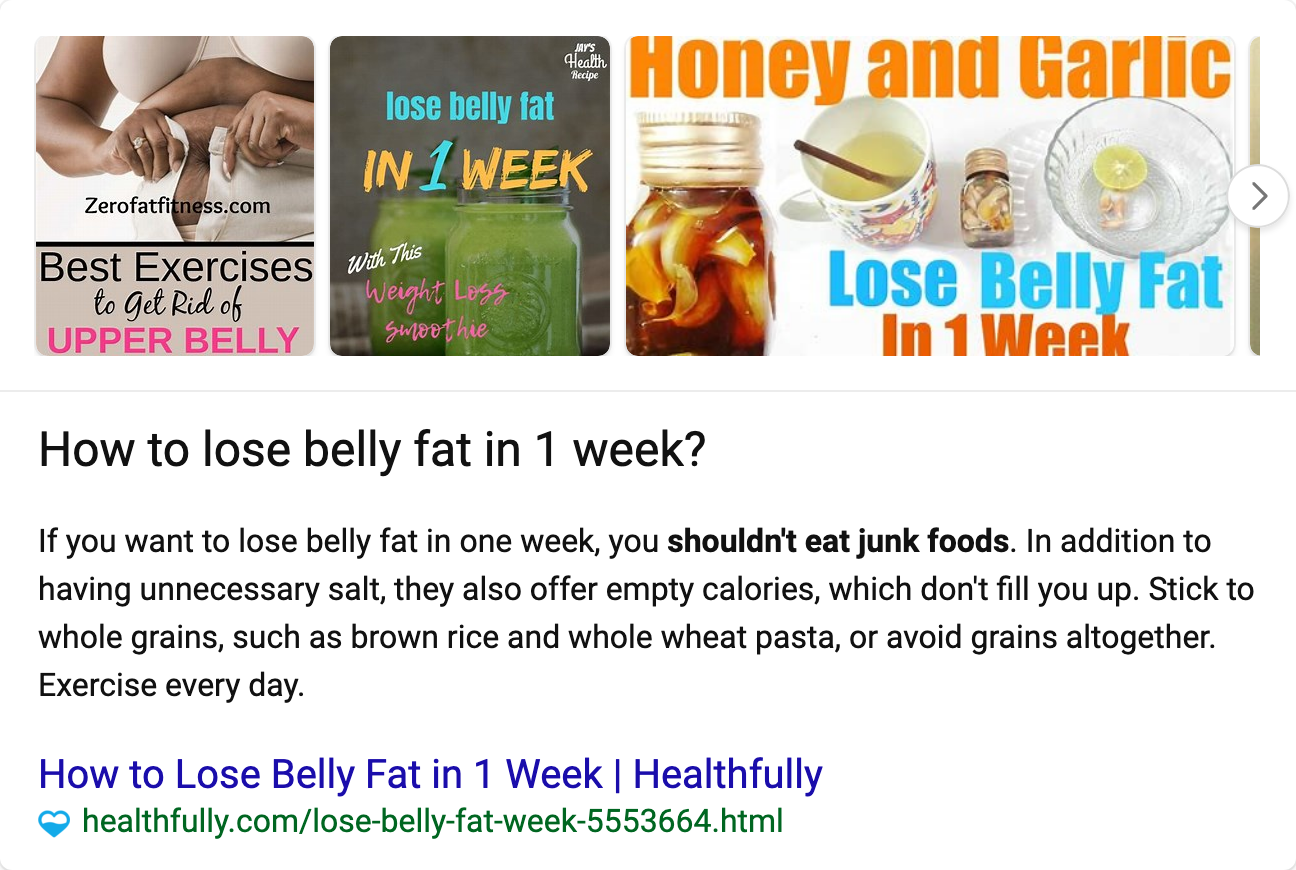 Zerofatfitness.com
Best Exercises
to Get Rid of
UPPER BELLY
JAY'S
Health
Recipe
lose belly fat
IN 1 WEEK
With This
Weight Loss
smoothie
Honey and Garlic
Lose Belly Fat
In 1 Week
How to lose belly fat in 1 week?
If you want to lose belly fat in one week, you shouldn't eat junk foods. In addition to
having unnecessary salt, they also offer empty calories, which don't fill you up. Stick to
whole grains, such as brown rice and whole wheat pasta, or avoid grains altogether.
Exercise every day.
How to Lose Belly Fat in 1 Week | Healthfully
healthfully.com/lose-belly-fat-week-5553664.html